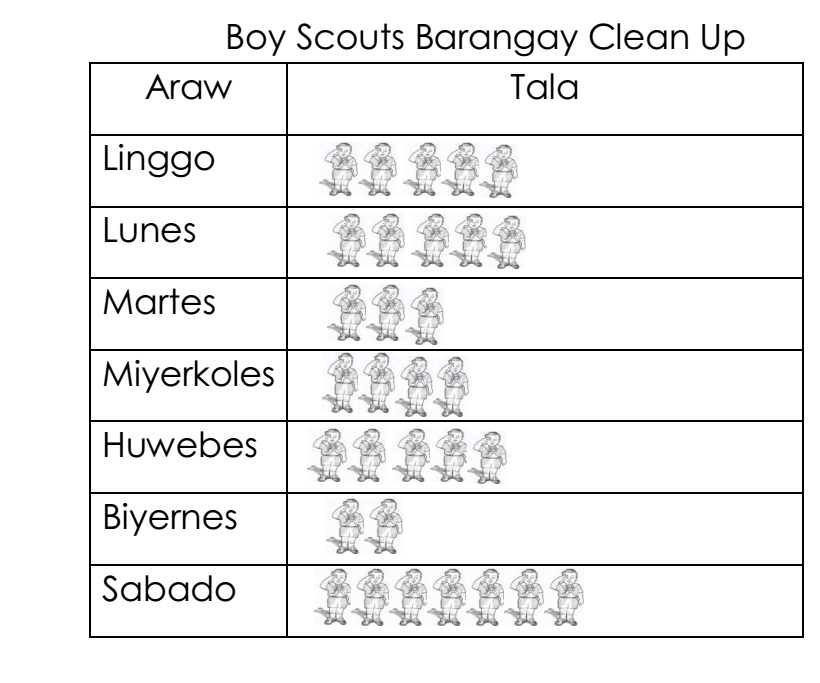 Boy Scouts Barangay Clean Up
Araw Tala
Linggo
Lunes
Martes
Miyerkoles
Huwebes
Biyernes
Sabado